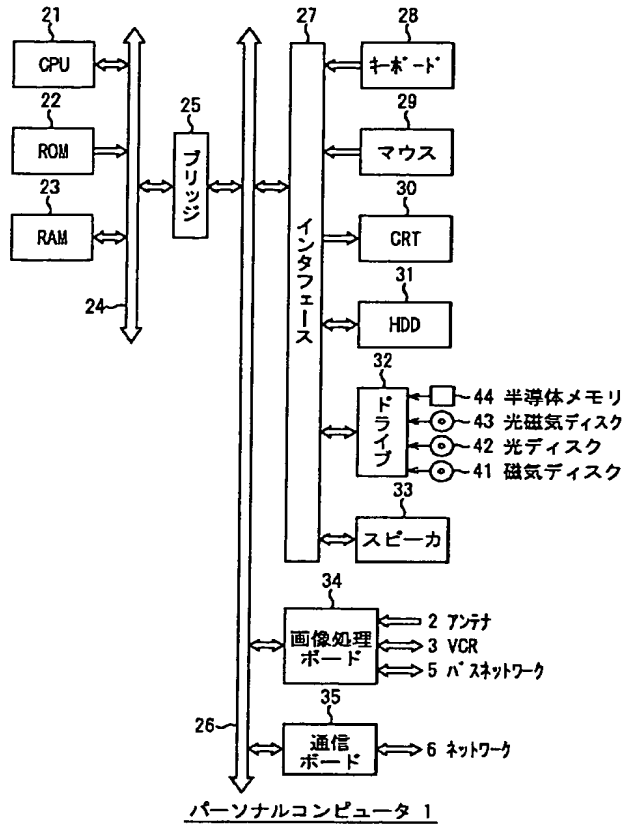 21
CPU
22
ROM
23
RAM
24
25
ブリッジ
26
27
インタフェース
28
キーボード
29
マウス
30
CRT
31
HDD
32
ドライブ
44 半導体メモリ
43 光磁気ディスク
42 光ディスク
41 磁気ディスク
33
スピーカ
34
画像処理
ボード
2 アンテナ
3 VCR
5 バスネットワーク
35
通信
ボード
6 ネットワーク
パーソナルコンピュータ 1